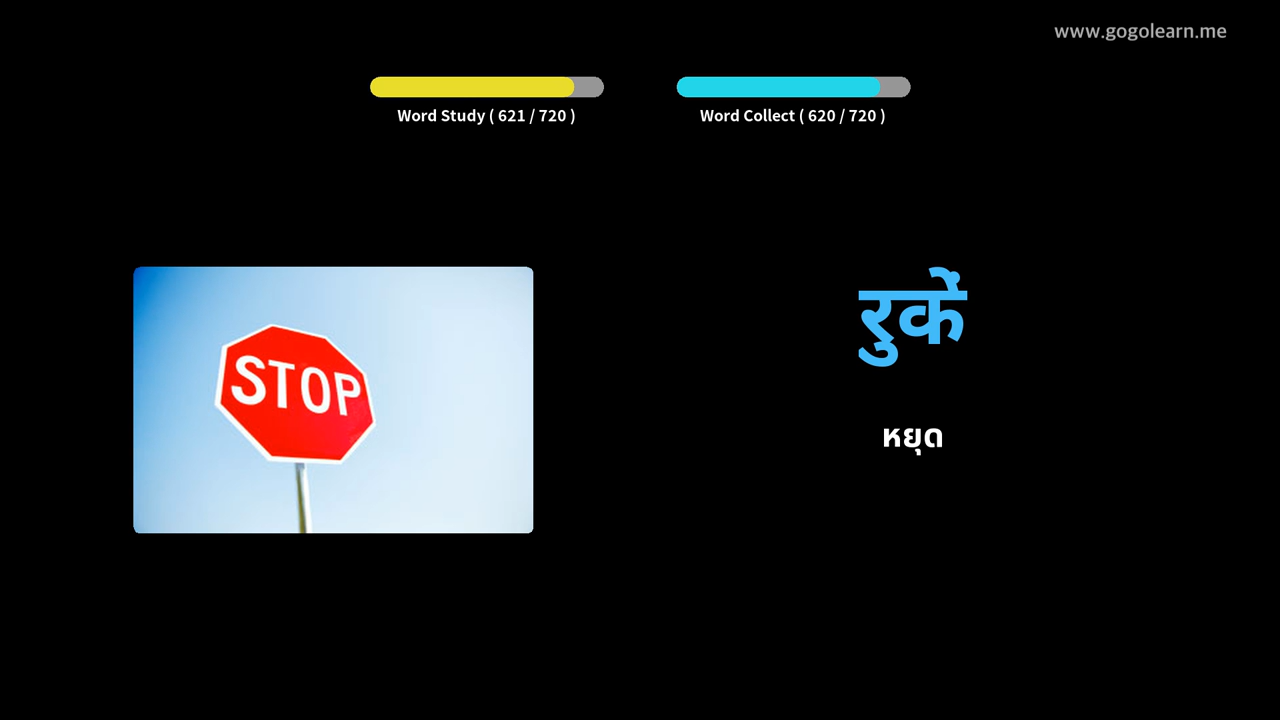 www.gogolearn.me
Word Study ( 621 / 720 )
Word Collect ( 620 / 720 )
STOP
रुकें
หยุด